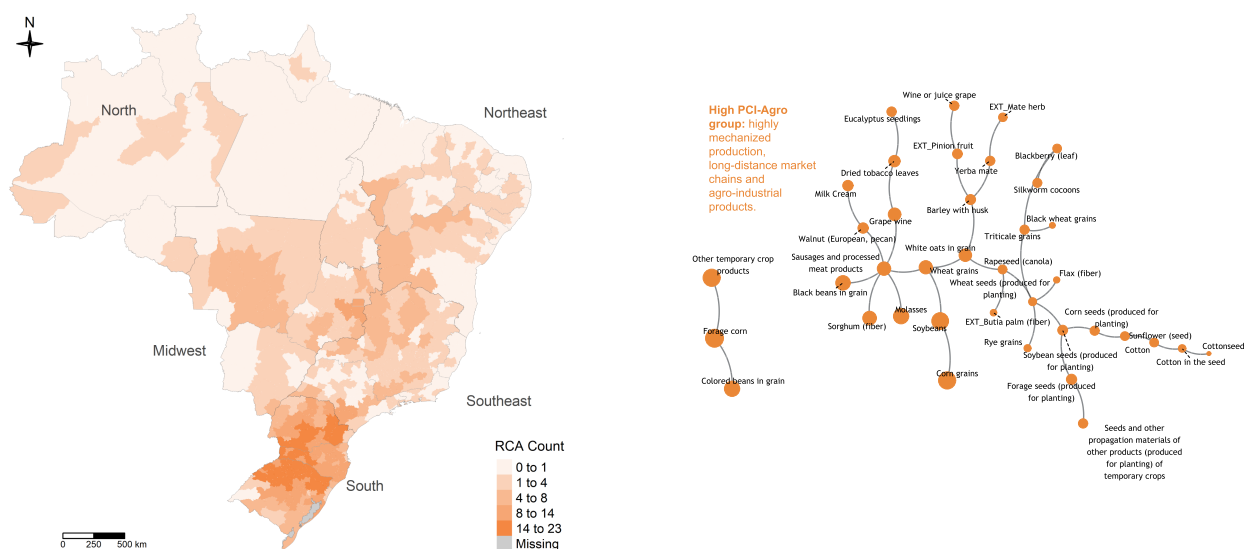 N
North
Northeast
Midwest
Southeast
South
RCA Count
0 to 1
1 to 4
4 to 8
8 to 14
14 to 23
Missing
0 250 500 km
High PCI-Agro
group: highly
mechanized
production,
long-distance market
chains and
agro-industrial
products.
Wine or juice grape
EXT_Mate herb
Eucalyptus seedlings
EXT_Pinion fruit
Blackberry (leaf)
Dried tobacco leaves
Yerba mate
Milk Cream
Silkworm cocoons
Barley with husk
Grape wine
Black wheat grains
Walnut (European, pecan)
Triticale grains
White oats in grain
Other temporary crop
products
Sausages and processed
meat products
Wheat grains
Rapeseed (canola)
Flax (fiber)
Wheat seeds (produced for
planting)
Black beans in grain
Molasses
Sorghum (fiber)
Soybeans
EXT_Butia palm (fiber)
Corn seeds (produced for
planting)
Forage corn
Rye grains
Sunflower (seed)
Cotton
Cottonseed
Cotton in the seed
Soybean seeds (produced
for planting)
Colored beans in grain
Corn grains
Forage seeds (produced
for planting)
Seeds and other
propagation materials of
other products (produced
for planting) of
temporary crops